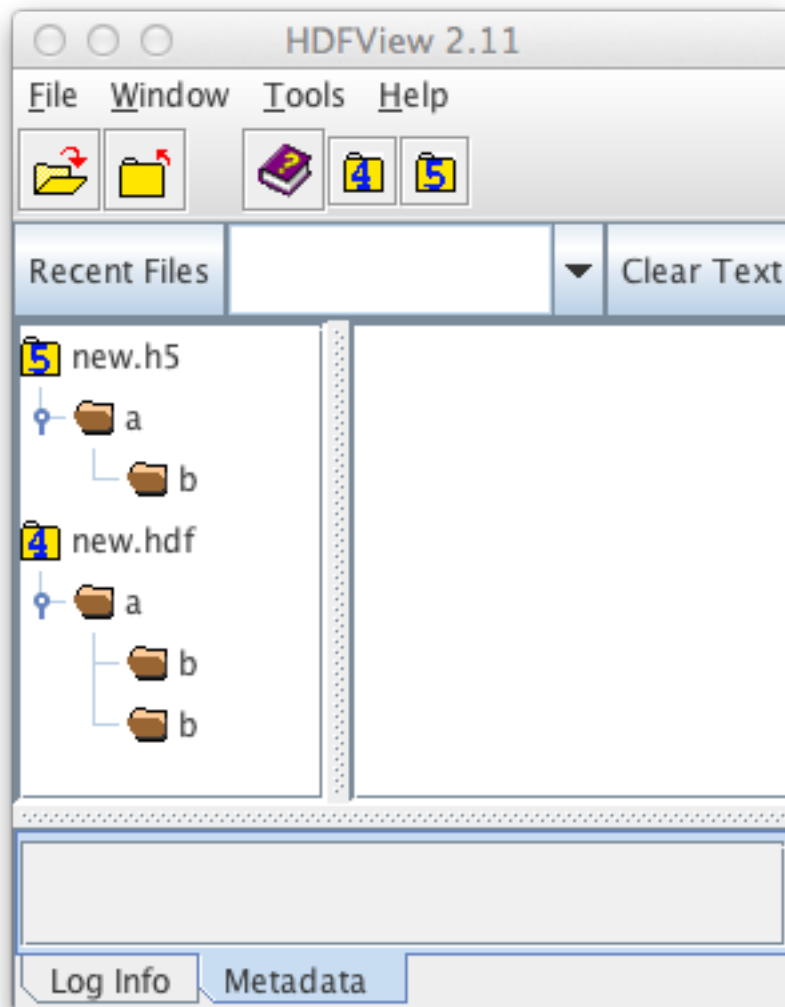 HDFView 2.11
File Window Tools Help
? 4 5
Recent Files Clear Text
5 new.h5
a
b
4 new.hdf
a
b
b
Log Info Metadata